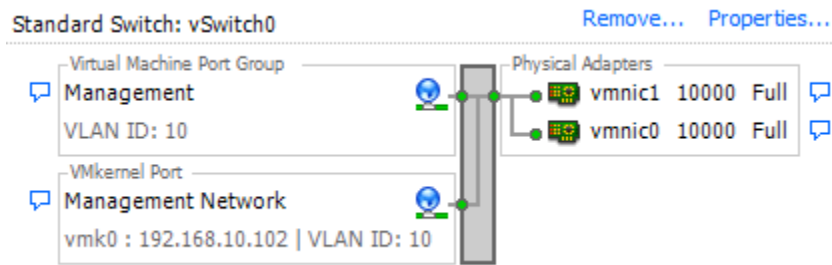 Standard Switch: vSwitch0 Remove... Properties...
Virtual Machine Port Group Physical Adapters
Management vmnic1 10000 Full
VLAN ID: 10 vmnic0 10000 Full
VMkernel Port
Management Network
vmk0 : 192.168.10.102 | VLAN ID: 10